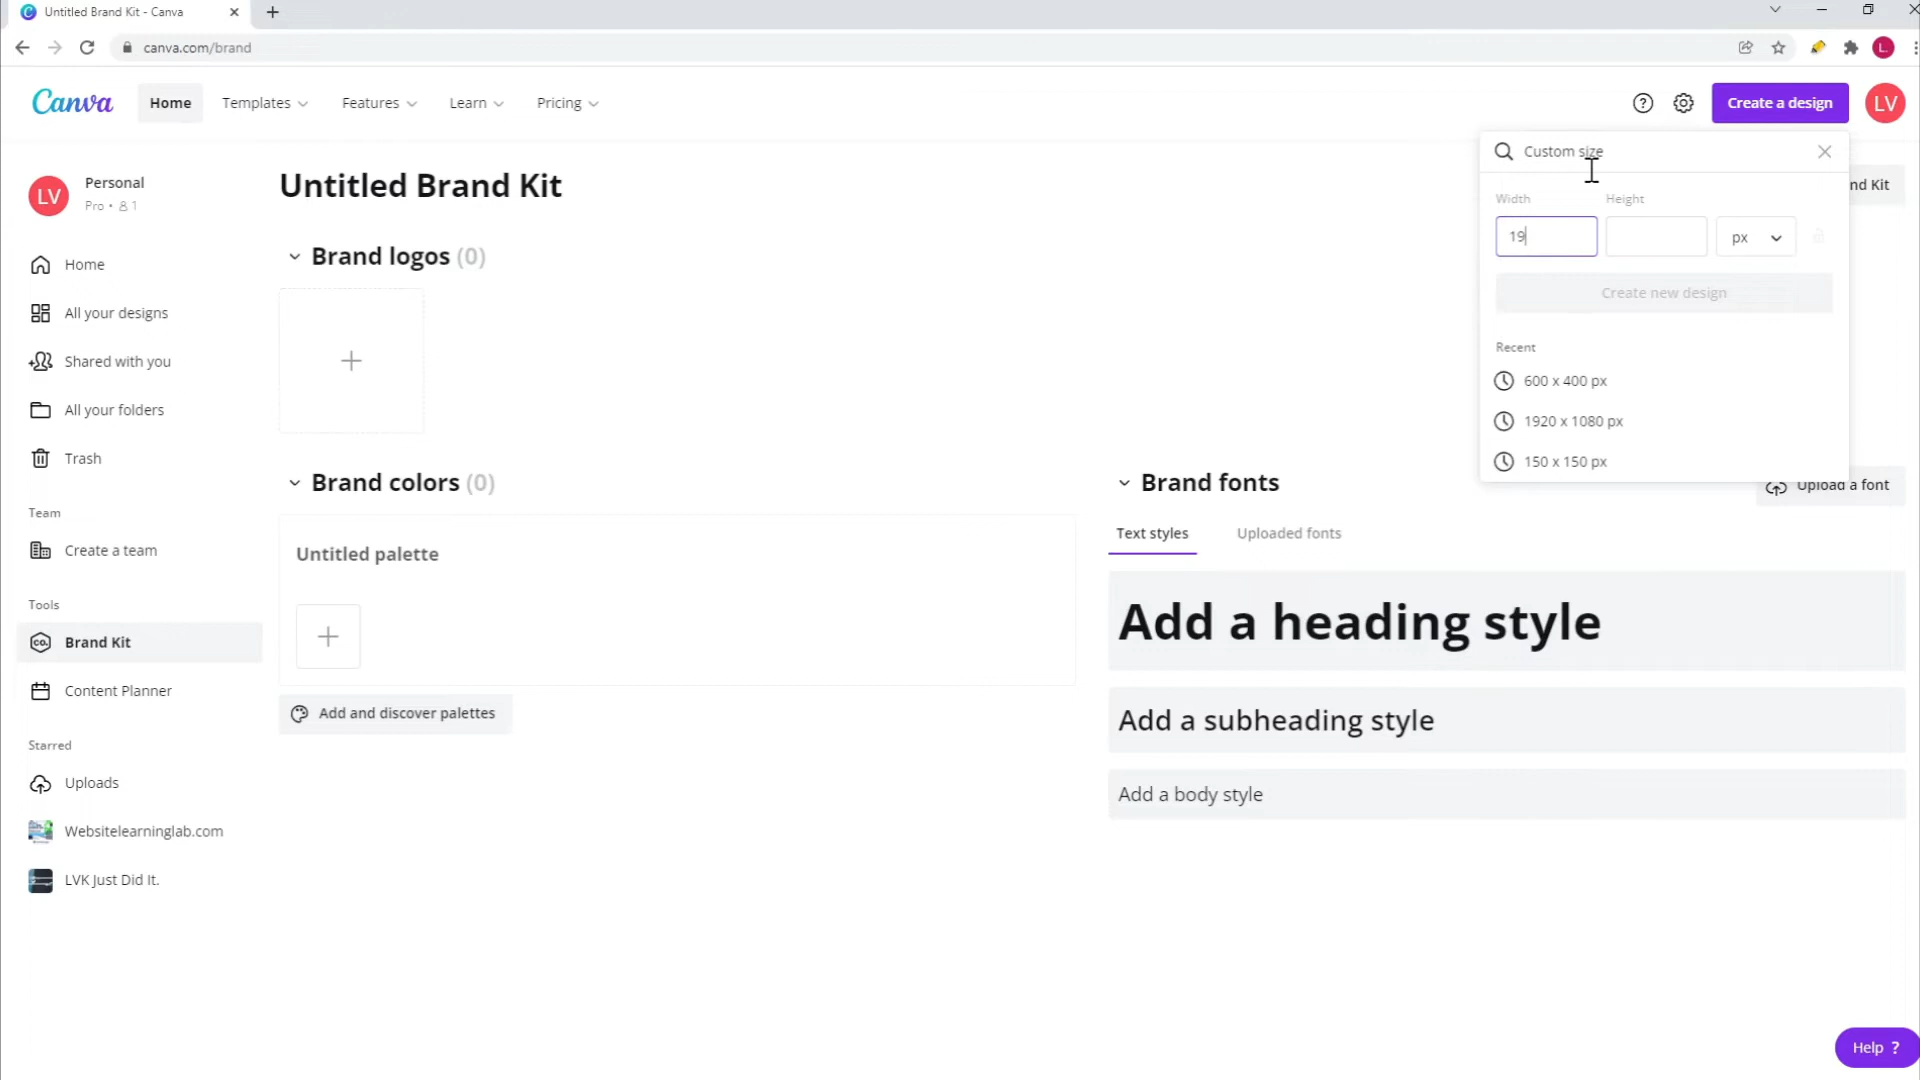 Untitled Brand Kit - Canva
canva.com/brand
L
Canva
Home
Templates
Features
Learn
Pricing
?
Create a design
LV
Custom size
Width
Height
19
px
Create new design
Recent
600 x 400 px
1920 x 1080 px
150 x 150 px
nd Kit
LV
Personal
Pro • 1
Home
All your designs
Shared with you
All your folders
Trash
Team
Create a team
Tools
CO.
Brand Kit
Content Planner
Starred
Uploads
Websitelearninglab.com
LVK Just Did It.
Untitled Brand Kit
Brand logos (0)
Brand colors (0)
Untitled palette
Add and discover palettes
Brand fonts
Upload a font
Text styles
Uploaded fonts
Add a heading style
Add a subheading style
Add a body style
Help ?